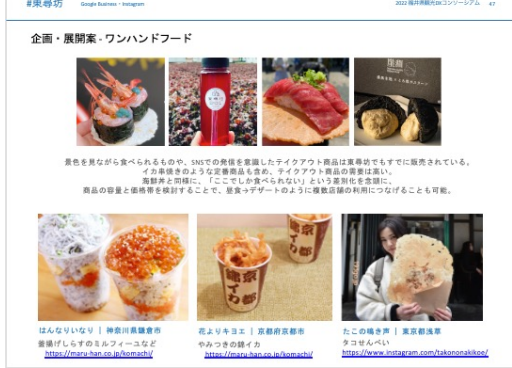 #東尋坊
Google Business・Instagram
2022 福井県観光DXコンソーシアム 47
企画・展開案 - ワンハンドフード
景色を見ながら食べられるものや、SNSでの発信を意識したテイクアウト商品は東尋坊でもすでに販売されている。
イカ串焼きのような定番商品も含め、テイクアウト商品の需要は高い。
海鮮丼と同様に、「ここでしか食べられない」という差別化を念頭に、
商品の容量と価格帯を検討することで、昼食→デザートのように複数店舗の利用につなげることも可能。
はんなりいなり | 神奈川県鎌倉市
釜揚げしらすのミルフィーユなど
https://maru-han.co.jp/komachi/
花よりキヨエ | 京都府京都市
やみつきの錦イカ
https://maru-han.co.jp/komachi/
たこの鳴き声 | 東京都浅草
タコせんべい
https://www.instagram.com/takononakikoe/
京都
錦
いか